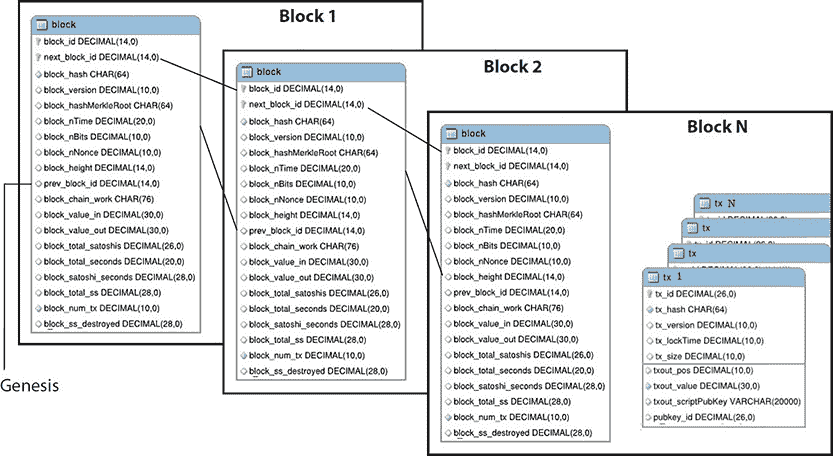 Block 1
block
block_id DECIMAL(14,0)
next_block_id DECIMAL(14,0)
block_hash CHAR(64)
block_version DECIMAL(10,0)
block_hashMerkleRoot CHAR(64)
block_nTime DECIMAL(20,0)
block_nBits DECIMAL(10,0)
block_nNonce DECIMAL(10,0)
block_height DECIMAL(14,0)
prev_block_id DECIMAL(14,0)
block_chain_work CHAR(76)
block_value_in DECIMAL(30,0)
block_value_out DECIMAL(30,0)
block_total_satoshis DECIMAL(26,0)
block_total_seconds DECIMAL(20,0)
block_satoshi_seconds DECIMAL(28,0)
block_total_ss DECIMAL(28,0)
block_num_tx DECIMAL(10,0)
block_ss_destroyed DECIMAL(28,0)
Genesis
Block 2
block
block_id DECIMAL(14,0)
next_block_id DECIMAL(14,0)
block_hash CHAR(64)
block_version DECIMAL(10,0)
block_hashMerkleRoot CHAR(64)
block_nTime DECIMAL(20,0)
block_nBits DECIMAL(10,0)
block_nNonce DECIMAL(10,0)
block_height DECIMAL(14,0)
prev_block_id DECIMAL(14,0)
block_chain_work CHAR(76)
block_value_in DECIMAL(30,0)
block_value_out DECIMAL(30,0)
block_total_satoshis DECIMAL(26,0)
block_total_seconds DECIMAL(20,0)
block_satoshi_seconds DECIMAL(28,0)
block_total_ss DECIMAL(28,0)
block_num_tx DECIMAL(10,0)
block_ss_destroyed DECIMAL(28,0)
Block N
block
block_id DECIMAL(14,0)
next_block_id DECIMAL(14,0)
block_hash CHAR(64)
block_version DECIMAL(10,0)
block_hashMerkleRoot CHAR(64)
block_nTime DECIMAL(20,0)
block_nBits DECIMAL(10,0)
block_nNonce DECIMAL(10,0)
block_height DECIMAL(14,0)
prev_block_id DECIMAL(14,0)
block_chain_work CHAR(76)
block_value_in DECIMAL(30,0)
block_value_out DECIMAL(30,0)
block_total_satoshis DECIMAL(26,0)
block_total_seconds DECIMAL(20,0)
block_satoshi_seconds DECIMAL(28,0)
block_total_ss DECIMAL(28,0)
block_num_tx DECIMAL(10,0)
block_ss_destroyed DECIMAL(28,0)
tx N
tx
tx
tx 1
tx_id DECIMAL(26,0)
tx_hash CHAR(64)
tx_version DECIMAL(10,0)
tx_lockTime DECIMAL(10,0)
tx_size DECIMAL(10,0)
txout_pos DECIMAL(10,0)
txout_value DECIMAL(30,0)
txout_scriptPubKey VARCHAR(20000)
pubkey_id DECIMAL(26,0)